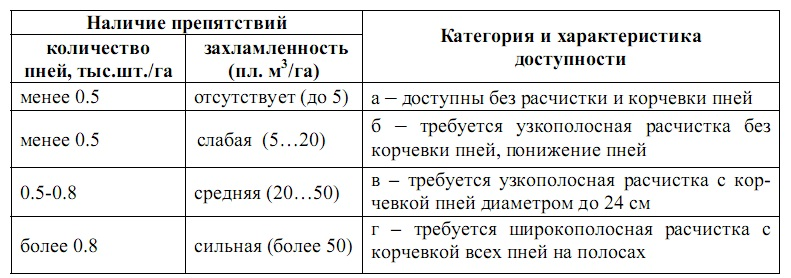 Наличие препятствий
количество
пней, тыс.шт./га
захламленность
(пл. м³/га)
Категория и характеристика
доступности
менее 0.5
отсутствует (до 5)
а – доступны без расчистки и корчевки пней
менее 0.5
слабая (5…20)
б – требуется узкополосная расчистка без
корчевки пней, понижение пней
0.5-0.8
средняя (20…50)
в – требуется узкополосная расчистка с кор-
чевкой пней диаметром до 24 см
более 0.8
сильная (более 50)
г – требуется широкополосная расчистка с
корчевкой всех пней на полосах